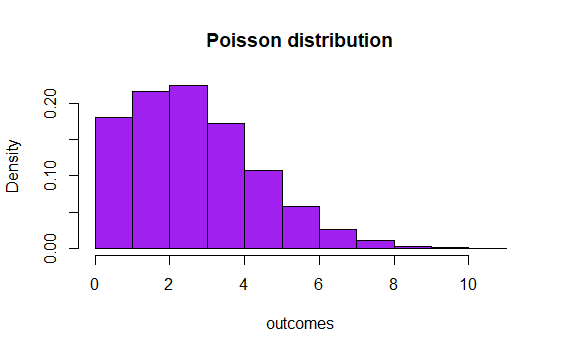 Poisson distribution
Density
0.00 0.10 0.20
0 2 4 6 8 10
outcomes